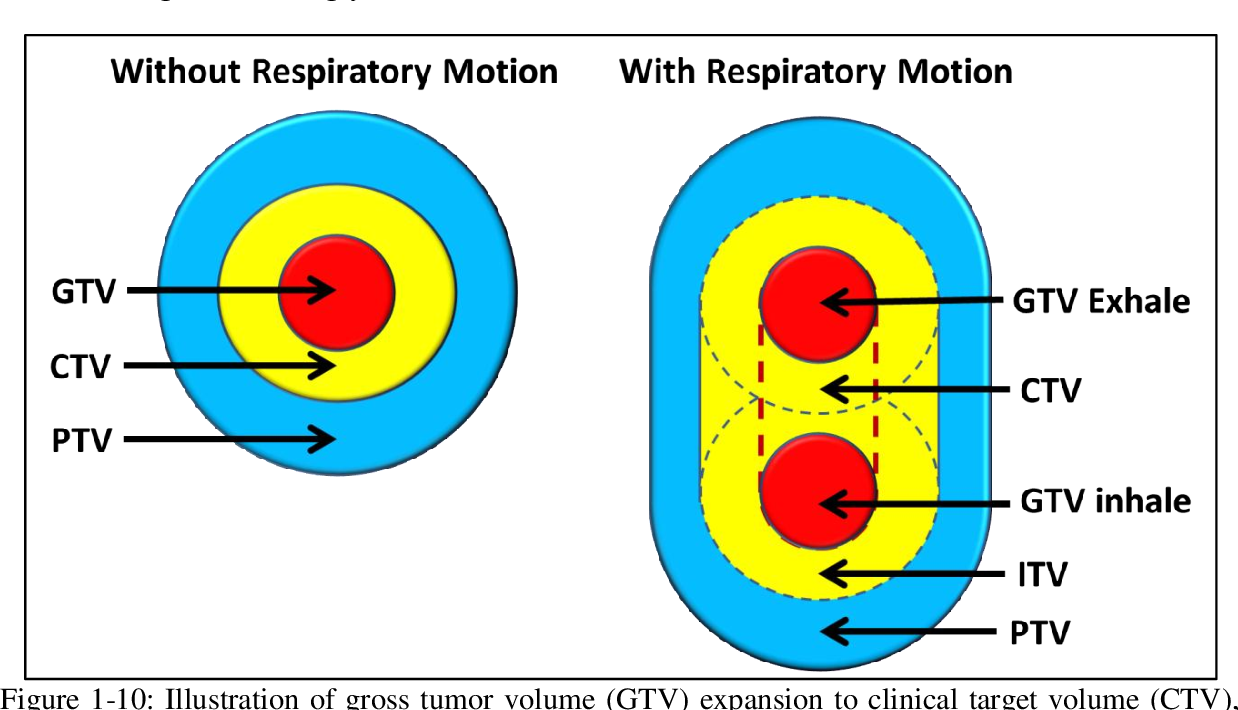 Without Respiratory Motion
With Respiratory Motion
GTV
CTV
PTV
GTV Exhale
CTV
GTV inhale
ITV
PTV
Figure 1-10: Illustration of gross tumor volume (GTV) expansion to clinical target volume (CTV),